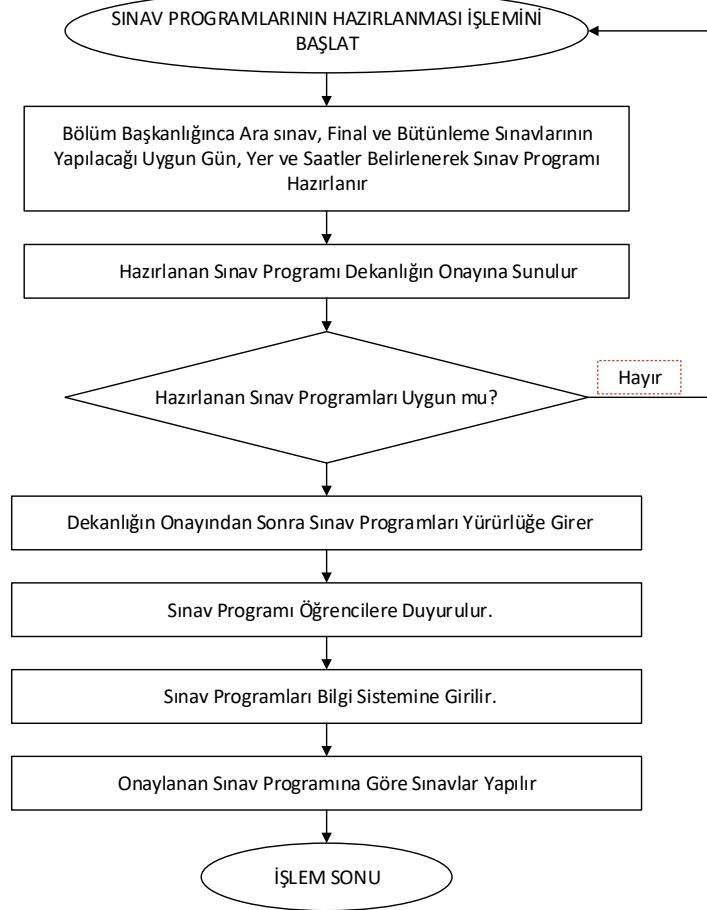 SINAV PROGRAMLARININ HAZIRLANMASI İŞLEMİNİ
BAŞLAT
Bölüm Başkanlığınca Ara sınav, Final ve Bütünleme Sınavlarının
Yapılacağı Uygun Gün, Yer ve Saatler Belirlenerek Sınav Programı
Hazırlanır
Hazırlanan Sınav Programı Dekanlığın Onayına Sunulur
Hazırlanan Sınav Programları Uygun mu?
Hayır
Dekanlığın Onayından Sonra Sınav Programları Yürürlüğe Girer
Sınav Programı Öğrencilere Duyurulur.
Sınav Programları Bilgi Sistemine Girilir.
Onaylanan Sınav Programına Göre Sınavlar Yapılır
İŞLEM SONU